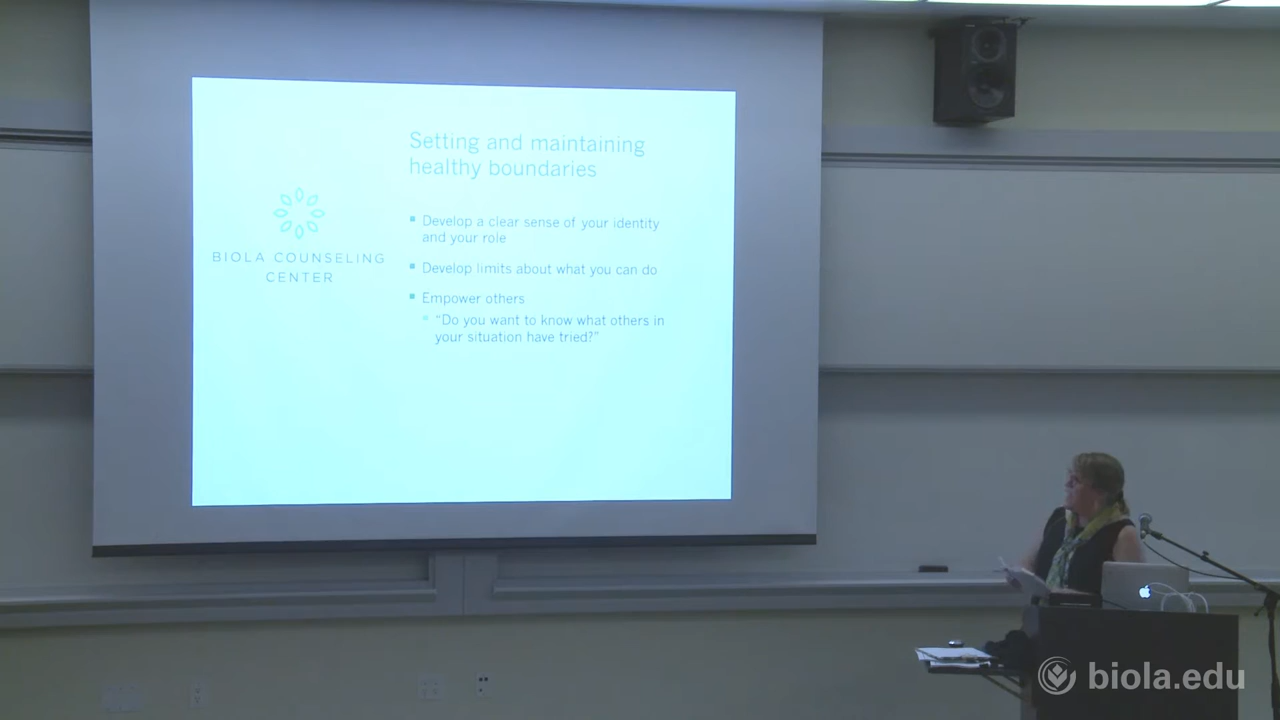 Setting and maintaining
healthy boundaries
BIOLA COUNSELING
CENTER
▪ Develop a clear sense of your identity
and your role
▪ Develop limits about what you can do
▪ Empower others
▪ “Do you want to know what others in
your situation have tried?”
biola.edu